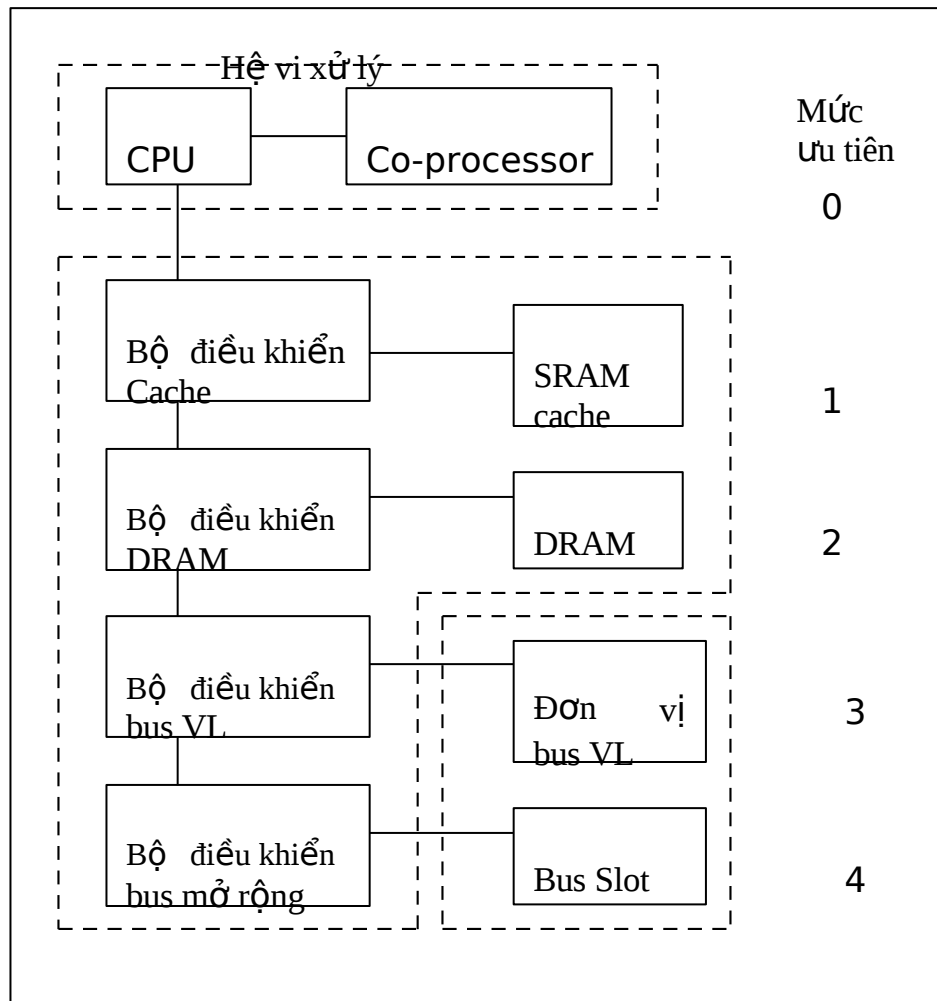 Hệ vi xử lý
CPU
Co-processor
Mức
ưu tiên
0
Bộ điều khiển
Cache
SRAM
cache
1
Bộ điều khiển
DRAM
DRAM
2
Bộ điều khiển
bus VL
Đơn vị
bus VL
3
Bộ điều khiển
bus mở rộng
Bus Slot
4